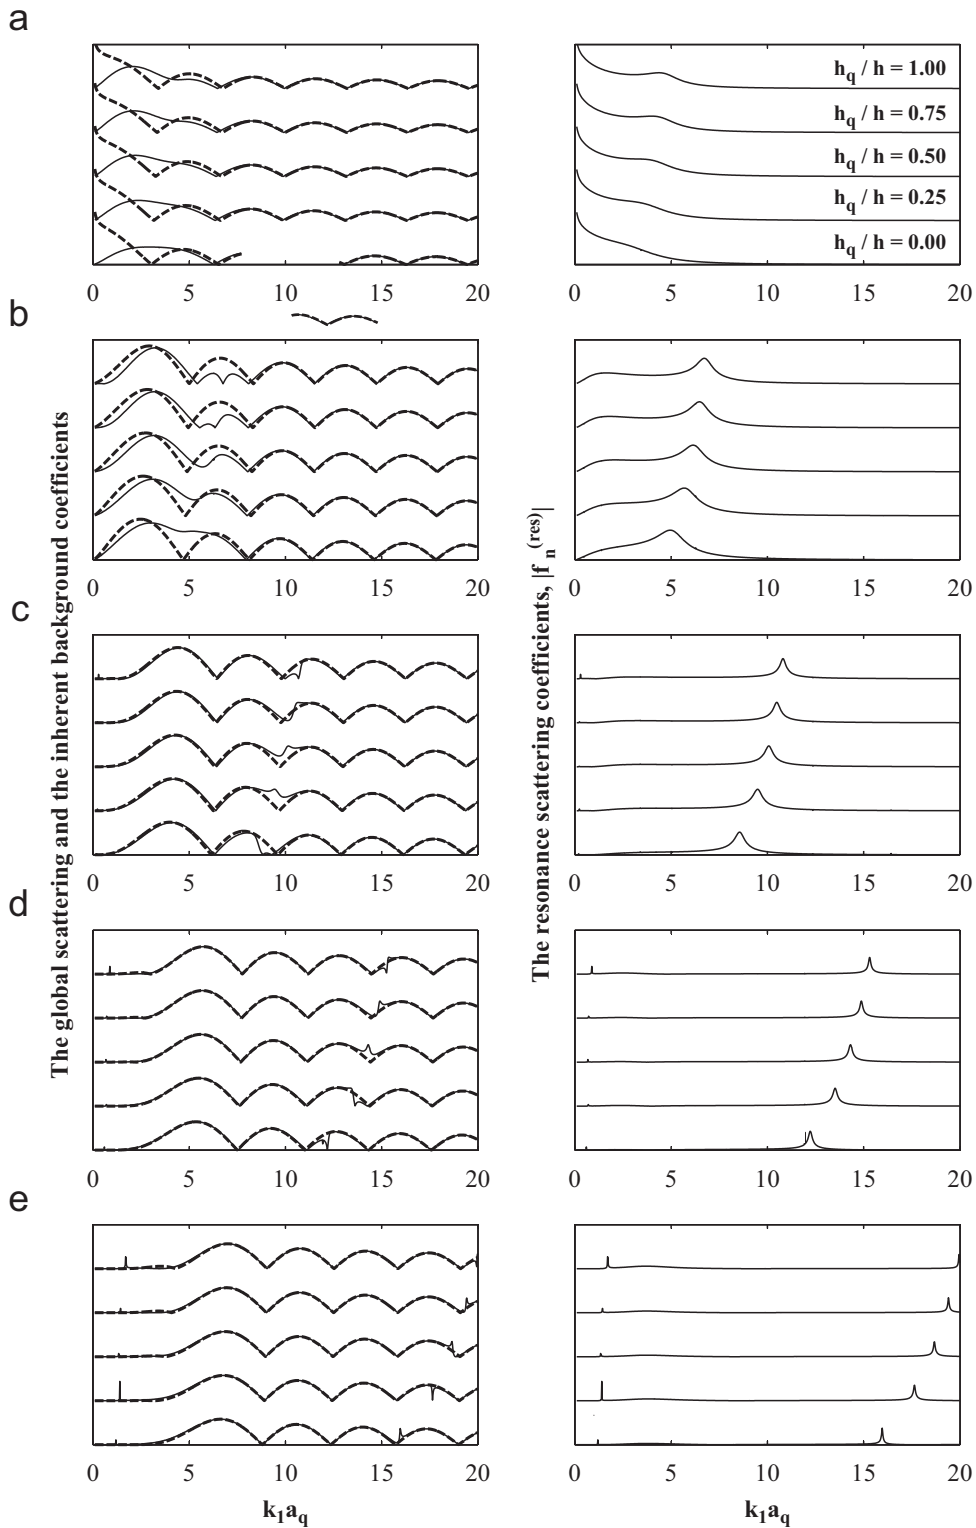 a
h_q / h = 1.00
h_q / h = 0.75
h_q / h = 0.50
h_q / h = 0.25
h_q / h = 0.00
0 5 10 15 20
0 5 10 15 20
b
0 5 10 15 20
0 5 10 15 20
c
0 5 10 15 20
0 5 10 15 20
d
0 5 10 15 20
0 5 10 15 20
e
0 5 10 15 20
0 5 10 15 20
k_1a_q
k_1a_q
The global scattering and the inherent background coefficients
The resonance scattering coefficients, |f_n^(res)|